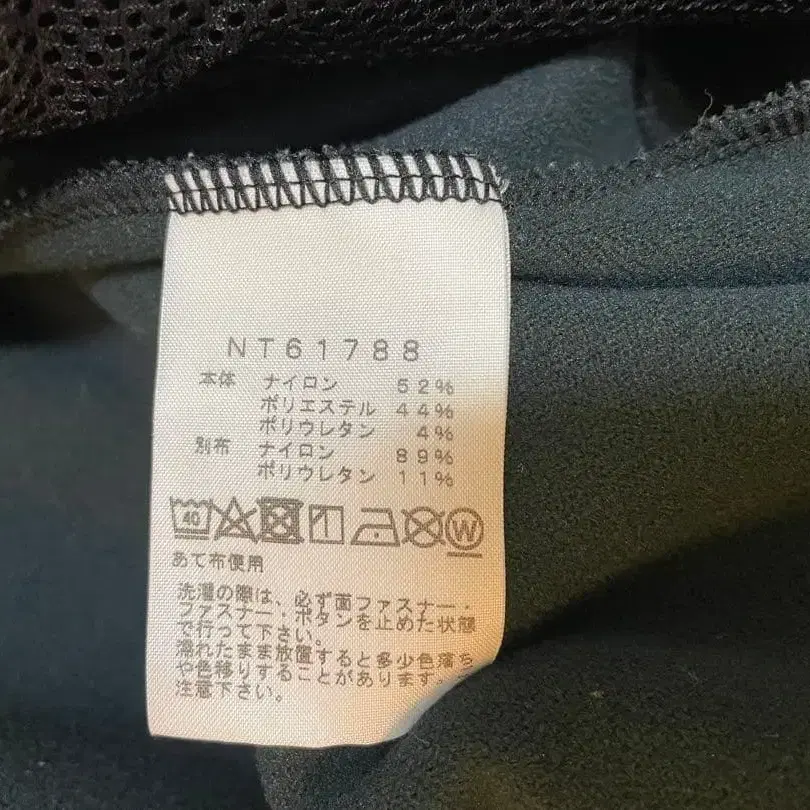 NT61788
本体 ナイロン 52%
ポリエステル 44%
ポリウレタン 4%
別布 ナイロン 89%
ポリウレタン 11%
40 W
あて布使用
洗濯の際は、必ず面ファスナー・
ファスナー・ボタンを止めた状態
で行って下さい。
濡れたまま放置すると多少色落ち
や色移りすることがあります。
注意下さい。